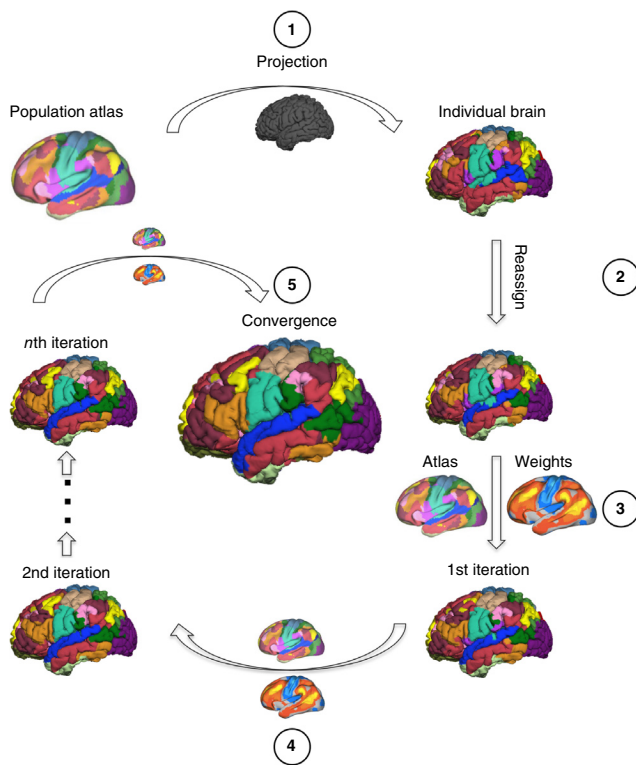 1
Projection
Population atlas
Individual brain
Reassign
2
5
Convergence
nth iteration
Atlas
Weights
3
2nd iteration
1st iteration
4